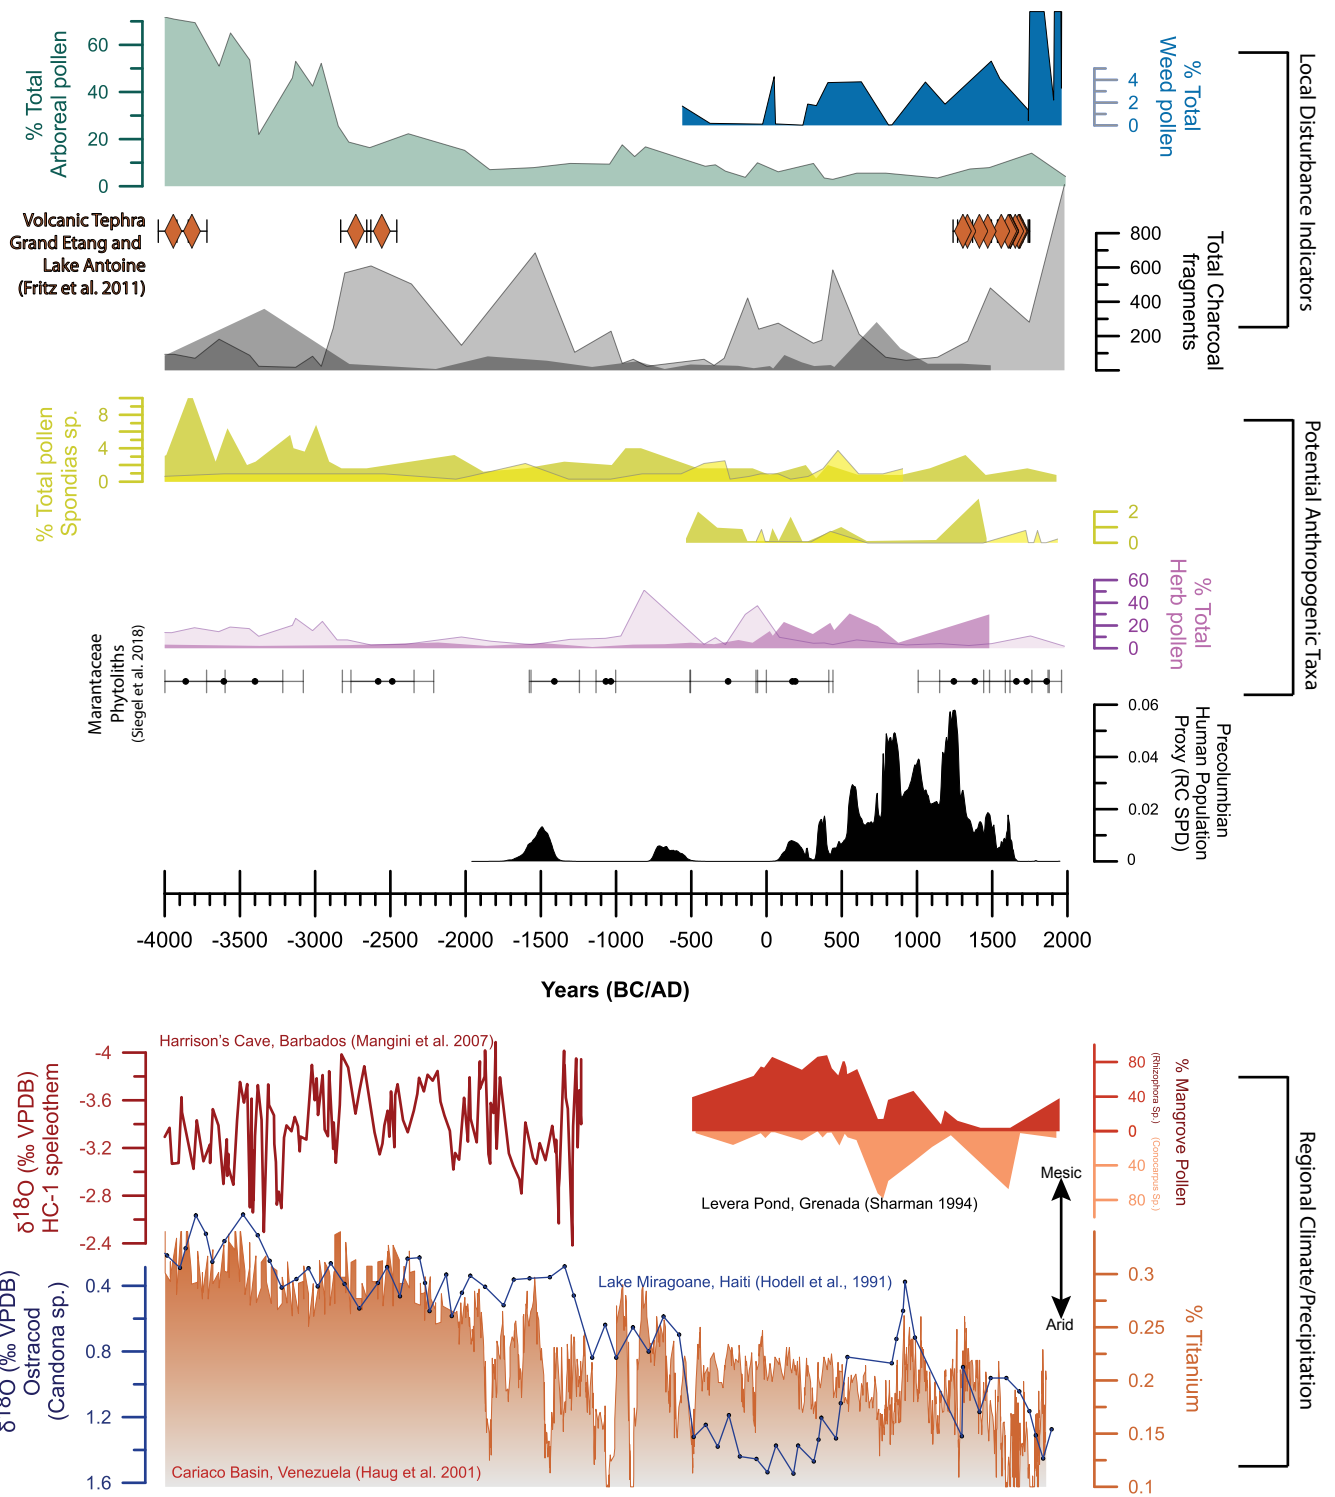 % Total
Arboreal pollen
60
40
20
0
% Total
Weed pollen
4
2
0
Local Disturbance Indicators
Volcanic Tephra
Grand Etang and
Lake Antoine
(Fritz et al. 2011)
800
600
400
200
Total Charcoal
fragments
% Total pollen
Spondias sp.
8
4
0
2
0
Potential Anthropogenic Taxa
60
40
20
0
% Total
Herb pollen
Marantaceae
Phytoliths
(Siegel et al. 2018)
0.06
0.04
0.02
0
Precolumbian
Human Population
Proxy (RC SPD)
-4000 -3500 -3000 -2500 -2000 -1500 -1000 -500 0 500 1000 1500 2000
Years (BC/AD)
Harrison's Cave, Barbados (Mangini et al. 2007)
δ18O (‰ VPDB)
HC-1 speleothem
-4
-3.6
-3.2
-2.8
-2.4
80
40
0
40
80
(Rhizophora Sp.)
(Conocarpus Sp.)
% Mangrove Pollen
Levera Pond, Grenada (Sharman 1994)
Mesic
Arid
Regional Climate/Precipitation
δ18O (‰ VPDB)
Ostracod
(Candona sp.)
0.4
0.8
1.2
1.6
Lake Miragoane, Haiti (Hodell et al., 1991)
0.3
0.25
0.2
0.15
0.1
% Titanium
Cariaco Basin, Venezuela (Haug et al. 2001)